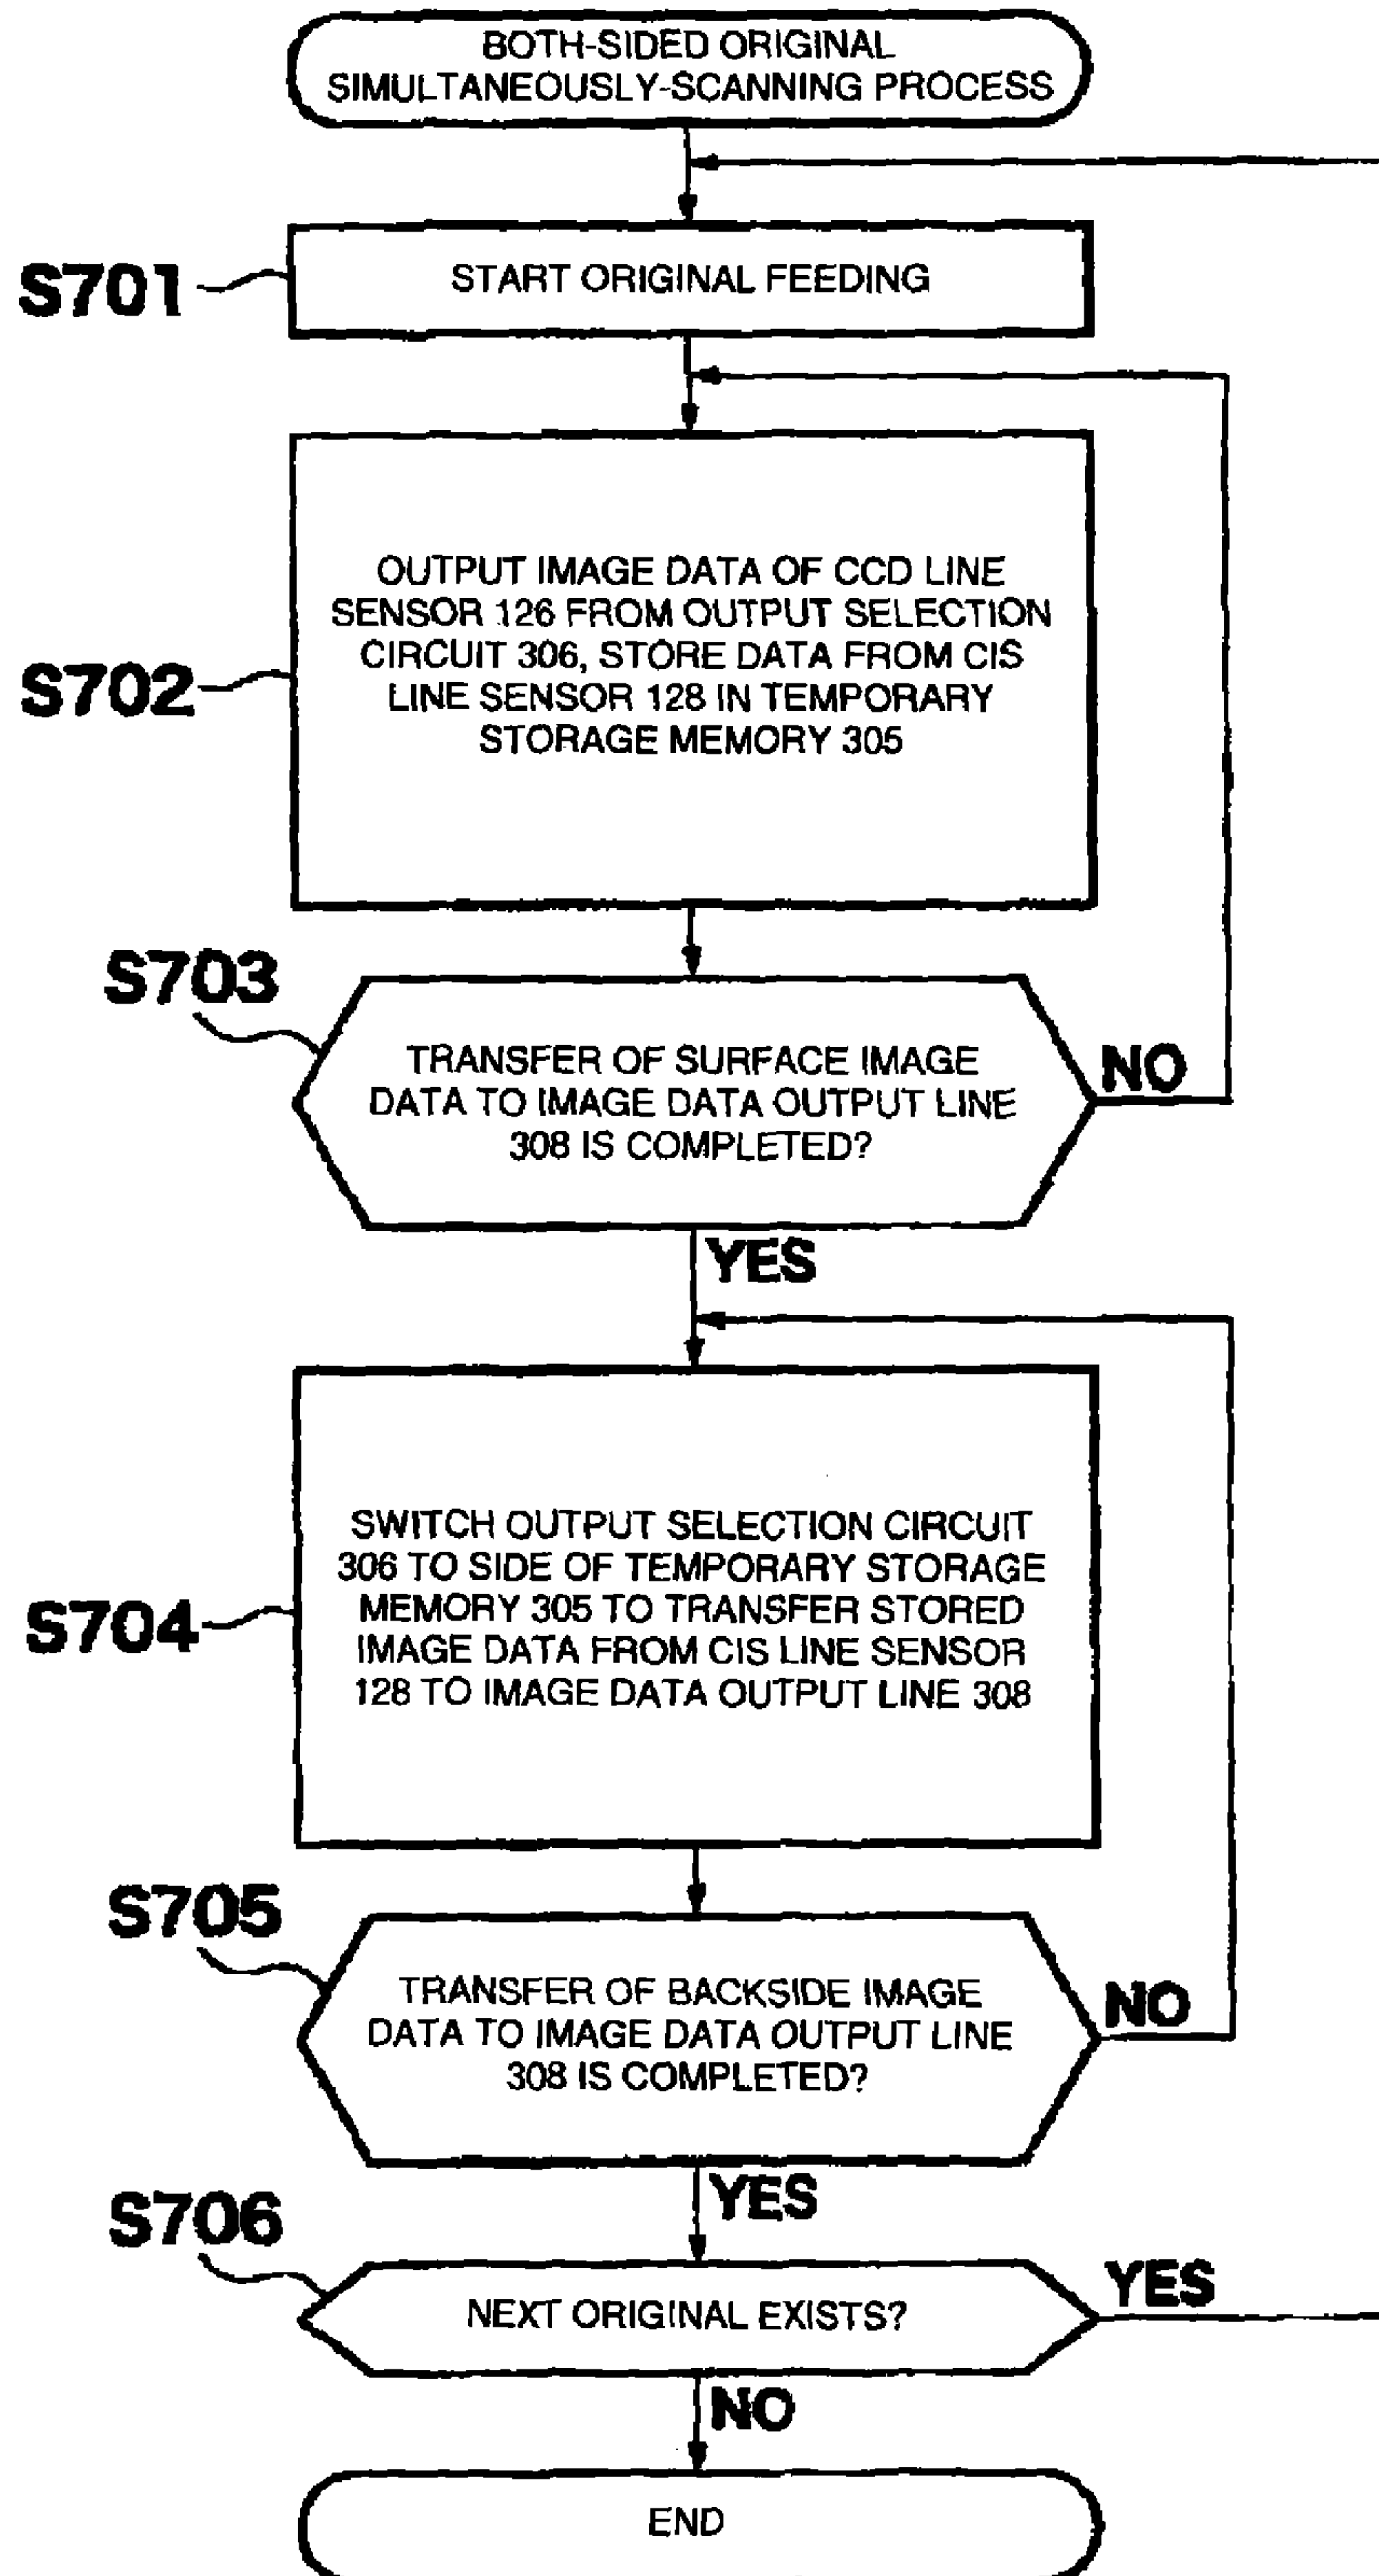 BOTH-SIDED ORIGINAL
SIMULTANEOUSLY-SCANNING PROCESS
S701
START ORIGINAL FEEDING
S702
OUTPUT IMAGE DATA OF CCD LINE
SENSOR 126 FROM OUTPUT SELECTION
CIRCUIT 306, STORE DATA FROM CIS
LINE SENSOR 128 IN TEMPORARY
STORAGE MEMORY 305
S703
TRANSFER OF SURFACE IMAGE
DATA TO IMAGE DATA OUTPUT LINE
308 IS COMPLETED?
NO
YES
S704
SWITCH OUTPUT SELECTION CIRCUIT
306 TO SIDE OF TEMPORARY STORAGE
MEMORY 305 TO TRANSFER STORED
IMAGE DATA FROM CIS LINE SENSOR
128 TO IMAGE DATA OUTPUT LINE 308
S705
TRANSFER OF BACKSIDE IMAGE
DATA TO IMAGE DATA OUTPUT LINE
308 IS COMPLETED?
NO
YES
S706
NEXT ORIGINAL EXISTS?
YES
NO
END